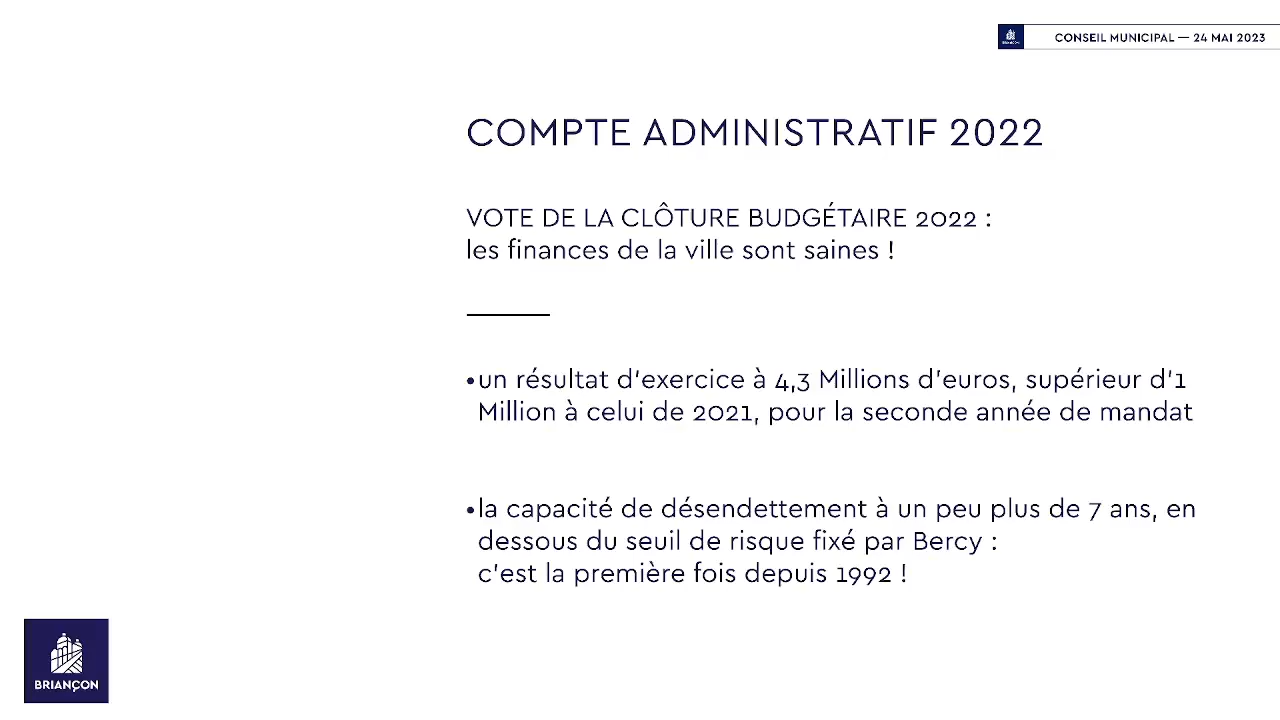 CONSEIL MUNICIPAL — 24 MAI 2023
COMPTE ADMINISTRATIF 2022
VOTE DE LA CLÔTURE BUDGÉTAIRE 2022 :
les finances de la ville sont saines !
•un résultat d'exercice à 4,3 Millions d'euros, supérieur d'1
Million à celui de 2021, pour la seconde année de mandat
•la capacité de désendettement à un peu plus de 7 ans, en
dessous du seuil de risque fixé par Bercy :
c'est la première fois depuis 1992 !
BRIANÇON